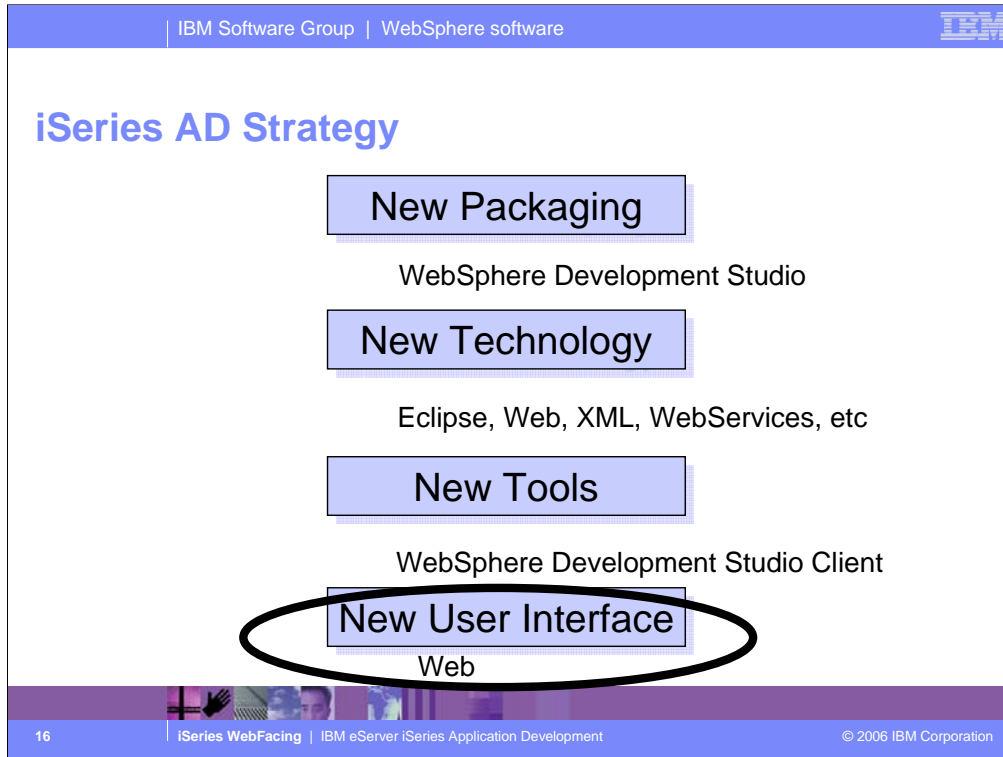 IBM Software Group | WebSphere software
IBM
iSeries AD Strategy
New Packaging
WebSphere Development Studio
New Technology
Eclipse, Web, XML, WebServices, etc
New Tools
WebSphere Development Studio Client
New User Interface
Web
16
iSeries WebFacing | IBM eServer iSeries Application Development
© 2006 IBM Corporation